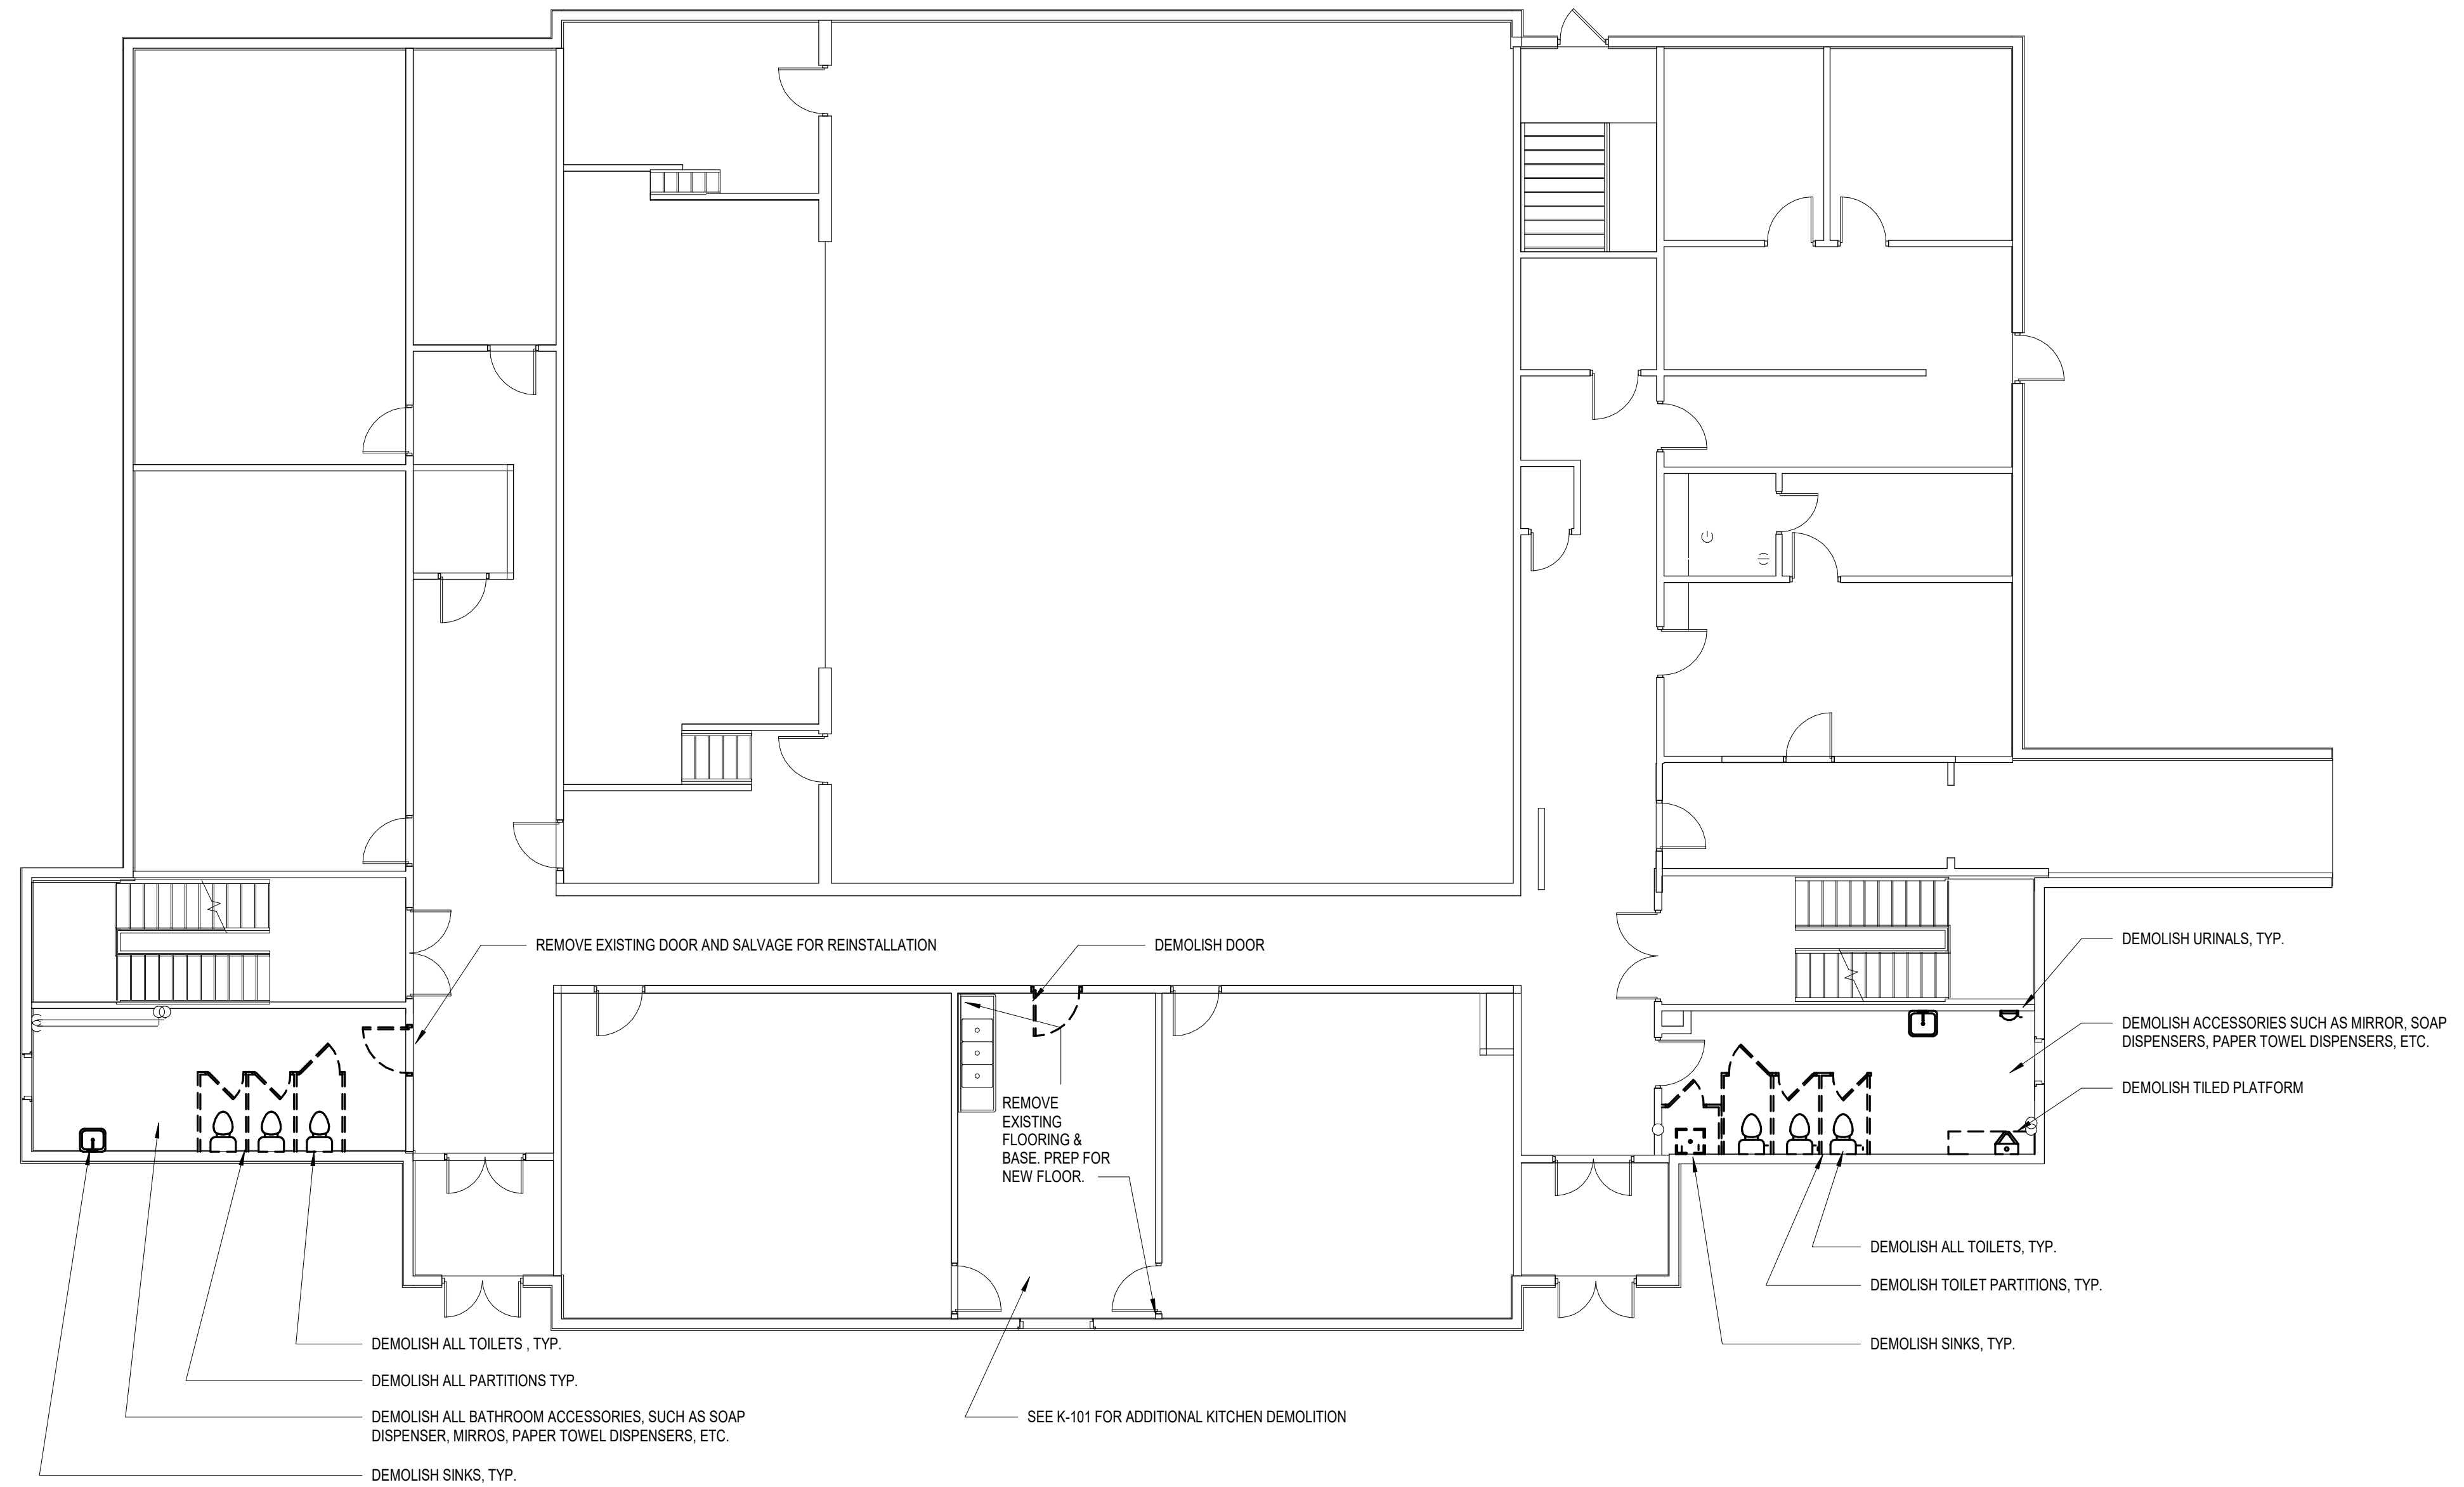 REMOVE EXISTING DOOR AND SALVAGE FOR REINSTALLATION
DEMOLISH DOOR
DEMOLISH URINALS, TYP.
DEMOLISH ACCESSORIES SUCH AS MIRROR, SOAP
DISPENSERS, PAPER TOWEL DISPENSERS, ETC.
DEMOLISH TILED PLATFORM
REMOVE
EXISTING
FLOORING &
BASE. PREP FOR
NEW FLOOR.
DEMOLISH ALL TOILETS, TYP.
DEMOLISH TOILET PARTITIONS, TYP.
DEMOLISH SINKS, TYP.
DEMOLISH ALL TOILETS , TYP.
DEMOLISH ALL PARTITIONS TYP.
DEMOLISH ALL BATHROOM ACCESSORIES, SUCH AS SOAP
DISPENSER, MIRROS, PAPER TOWEL DISPENSERS, ETC.
SEE K-101 FOR ADDITIONAL KITCHEN DEMOLITION
DEMOLISH SINKS, TYP.